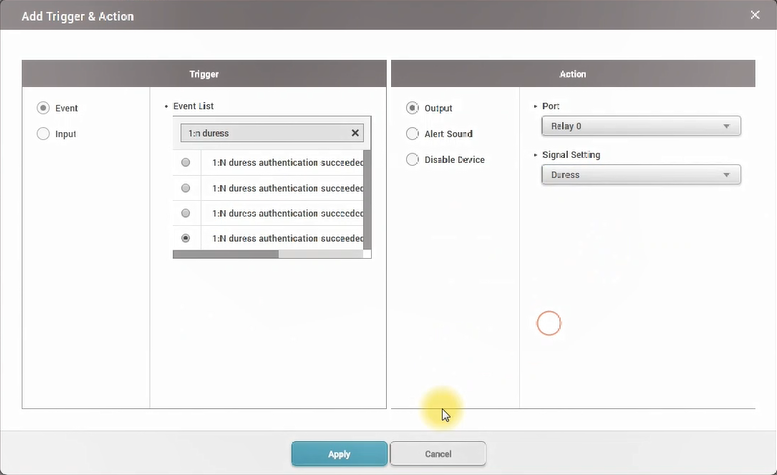 Add Trigger & Action
Trigger
Event
Input
Event List
1:n duress
1:N duress authentication succeeded
1:N duress authentication succeeded
1:N duress authentication succeeded
1:N duress authentication succeeded
Action
Output
Alert Sound
Disable Device
Port
Relay 0
Signal Setting
Duress
Apply
Cancel